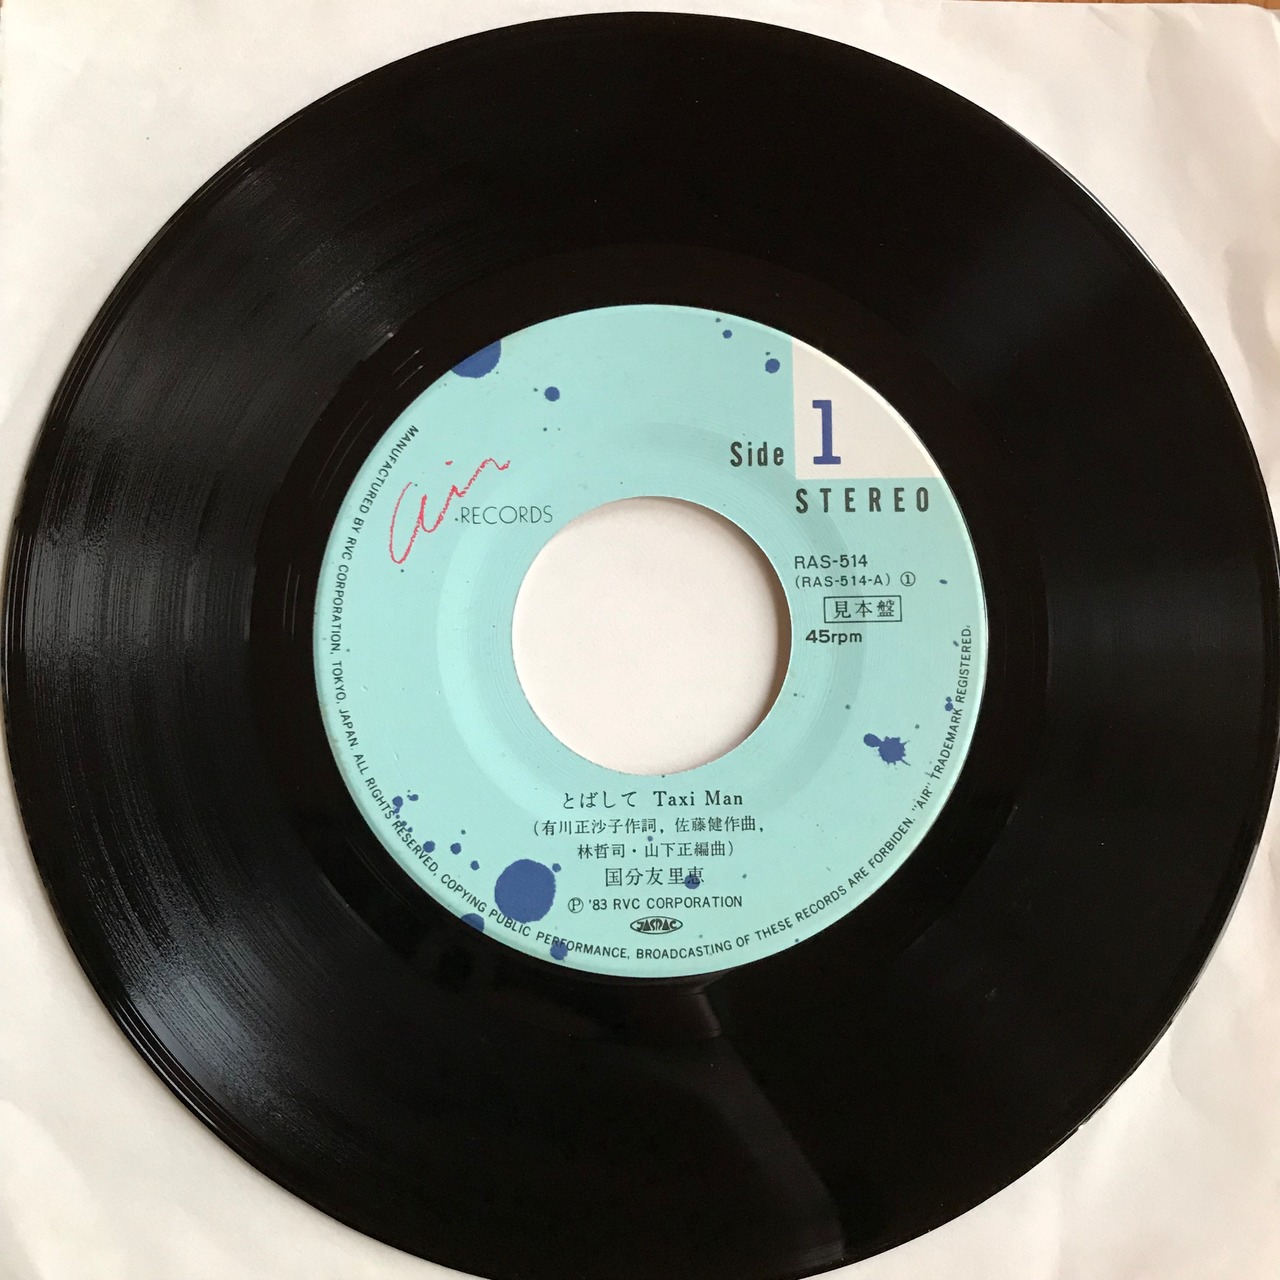 Air
RECORDS
Side 1
STEREO
RAS-514
(RAS-514-A) ①
見本盤
45rpm
とばして Taxi Man
(有川正沙子作詞, 佐藤健作曲,
林哲司・山下正編曲)
国分友里恵
Ⓟ '83 RVC CORPORATION
JASRAC
MANUFACTURED BY RVC CORPORATION, TOKYO, JAPAN. ALL RIGHTS RESERVED, COPYING PUBLIC PERFORMANCE, BROADCASTING OF THESE RECORDS ARE FORBIDDEN. "AIR" TRADEMARK REGISTERED.